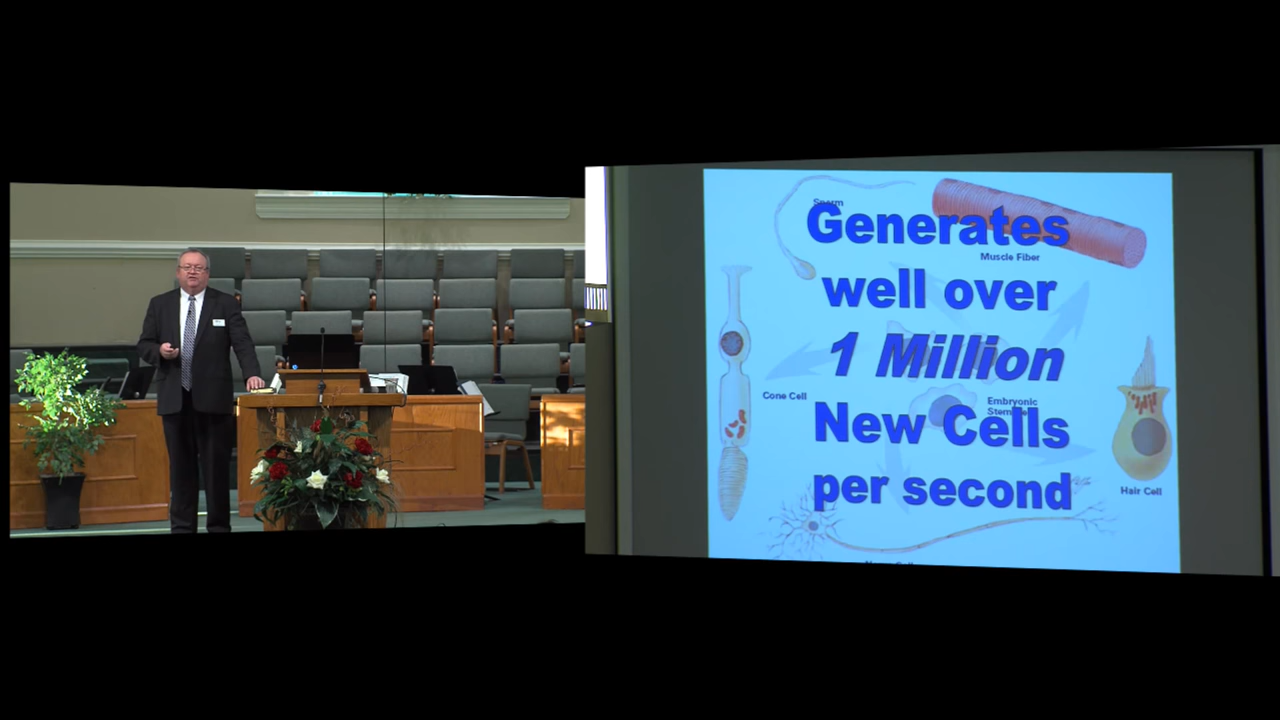 Sperm
Generates
Muscle Fiber
well over
1 Million
Cone Cell
Embryonic
New Cells
per second
Hair Cell